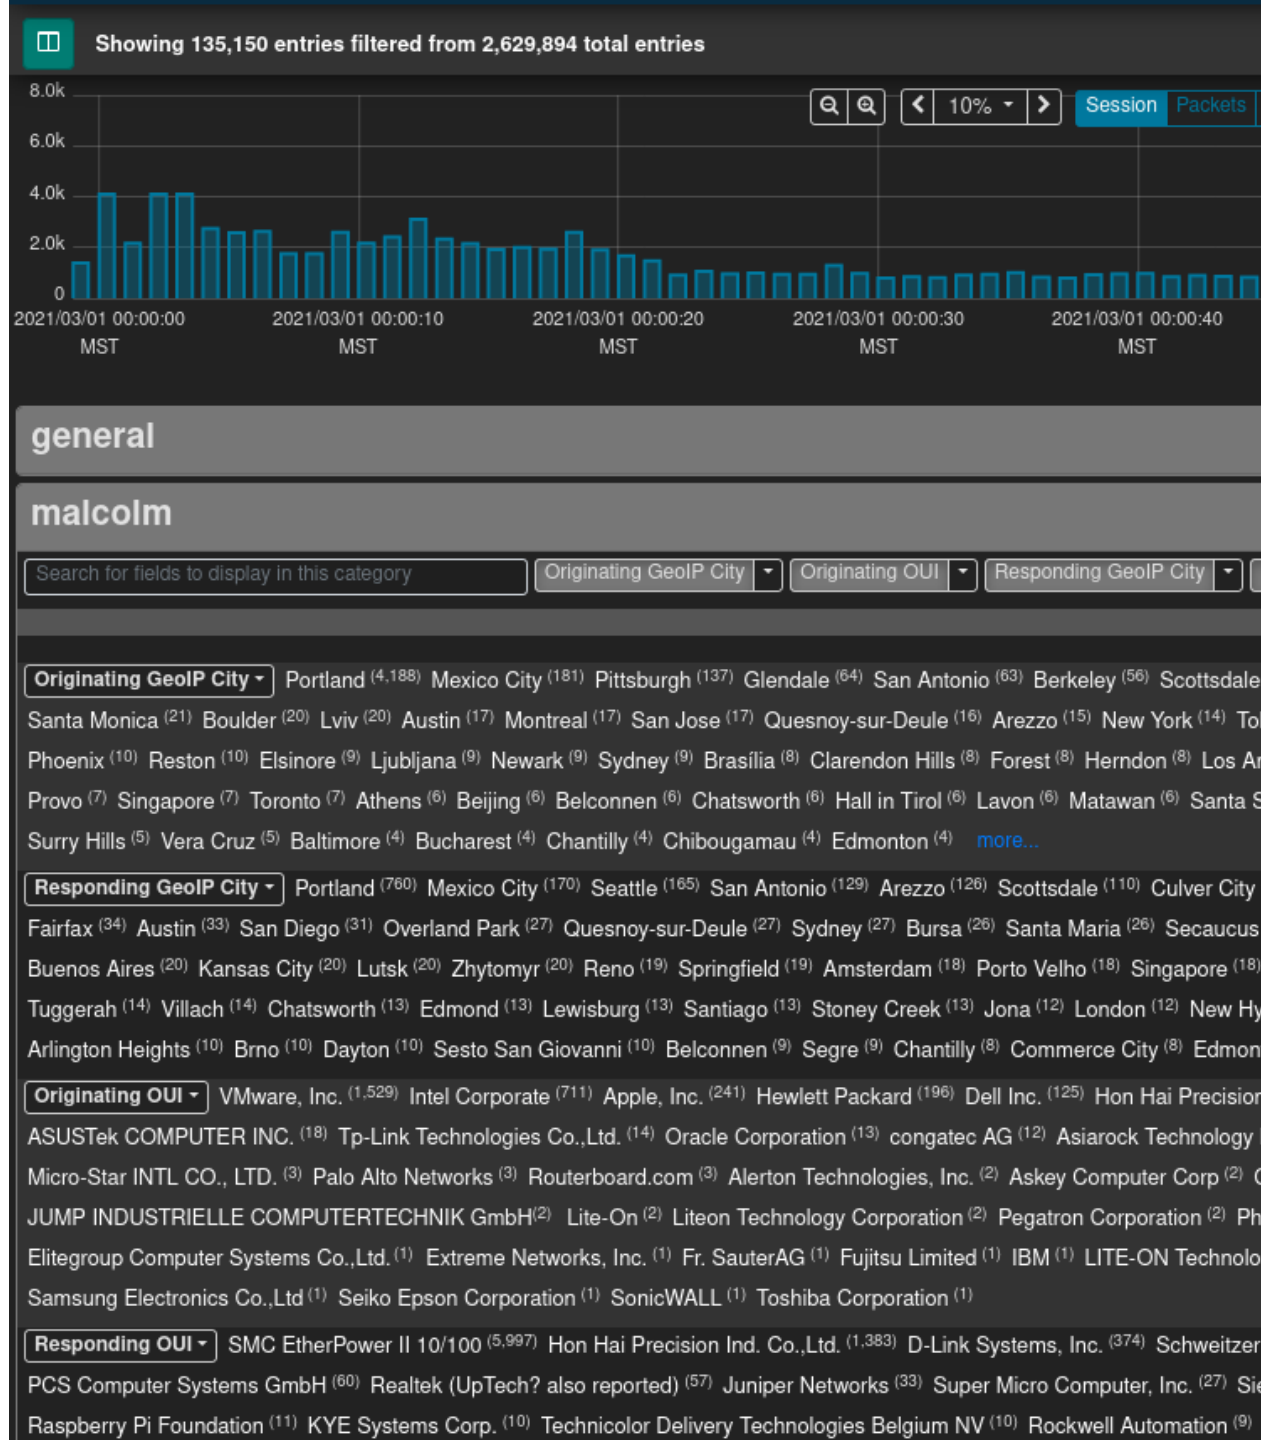 Showing 135,150 entries filtered from 2,629,894 total entries
8.0k
10%
Session Packets
6.0k
4.0k
2.0k
0
2021/03/01 00:00:00 2021/03/01 00:00:10 2021/03/01 00:00:20 2021/03/01 00:00:30 2021/03/01 00:00:40
MST MST MST MST MST
general
malcolm
Search for fields to display in this category Originating GeoIP City Originating OUI Responding GeoIP City
Originating GeoIP City Portland (4,188) Mexico City (181) Pittsburgh (137) Glendale (64) San Antonio (63) Berkeley (56) Scottsdale
Santa Monica (21) Boulder (20) Lviv (20) Austin (17) Montreal (17) San Jose (17) Quesnoy-sur-Deule (16) Arezzo (15) New York (14)
Phoenix (10) Reston (10) Elsinore (9) Ljubljana (9) Newark (9) Sydney (9) Brasília (8) Clarendon Hills (8) Forest (8) Herndon (8) Los
Provo (7) Singapore (7) Toronto (7) Athens (6) Beijing (6) Belconnen (6) Chatsworth (6) Hall in Tirol (6) Lavon (6) Matawan (6) Santa
Surry Hills (5) Vera Cruz (5) Baltimore (4) Bucharest (4) Chantilly (4) Chibougamau (4) Edmonton (4) more...
Responding GeoIP City Portland (760) Mexico City (170) Seattle (165) San Antonio (129) Arezzo (126) Scottsdale (110) Culver City
Fairfax (34) Austin (33) San Diego (31) Overland Park (27) Quesnoy-sur-Deule (27) Sydney (27) Bursa (26) Santa Maria (26) Secaucus
Buenos Aires (20) Kansas City (20) Lutsk (20) Zhytomyr (20) Reno (19) Springfield (19) Amsterdam (18) Porto Velho (18) Singapore (18)
Tuggerah (14) Villach (14) Chatsworth (13) Edmond (13) Lewisburg (13) Santiago (13) Stoney Creek (13) Jona (12) London (12) New
Arlington Heights (10) Brno (10) Dayton (10) Sesto San Giovanni (10) Belconnen (9) Segre (9) Chantilly (8) Commerce City (8) Edmon
Originating OUI VMware, Inc. (1,529) Intel Corporate (711) Apple, Inc. (241) Hewlett Packard (196) Dell Inc. (125) Hon Hai Precision
ASUSTek COMPUTER INC. (18) Tp-Link Technologies Co.,Ltd. (14) Oracle Corporation (13) congatec AG (12) Asiarock Technology
Micro-Star INTL CO., LTD. (3) Palo Alto Networks (3) Routerboard.com (3) Alerton Technologies, Inc. (2) Askey Computer Corp (2)
JUMP INDUSTRIELLE COMPUTERTECHNIK GmbH(2) Lite-On (2) Liteon Technology Corporation (2) Pegatron Corporation (2) Ph
Elitegroup Computer Systems Co.,Ltd. (1) Extreme Networks, Inc. (1) Fr. SauterAG (1) Fujitsu Limited (1) IBM (1) LITE-ON Technolo
Samsung Electronics Co.,Ltd (1) Seiko Epson Corporation (1) SonicWALL (1) Toshiba Corporation (1)
Responding OUI SMC EtherPower II 10/100 (5,997) Hon Hai Precision Ind. Co.,Ltd. (1,383) D-Link Systems, Inc. (374) Schweitzer
PCS Computer Systems GmbH (60) Realtek (UpTech? also reported) (57) Juniper Networks (33) Super Micro Computer, Inc. (27)
Raspberry Pi Foundation (11) KYE Systems Corp. (10) Technicolor Delivery Technologies Belgium NV (10) Rockwell Automation (9)